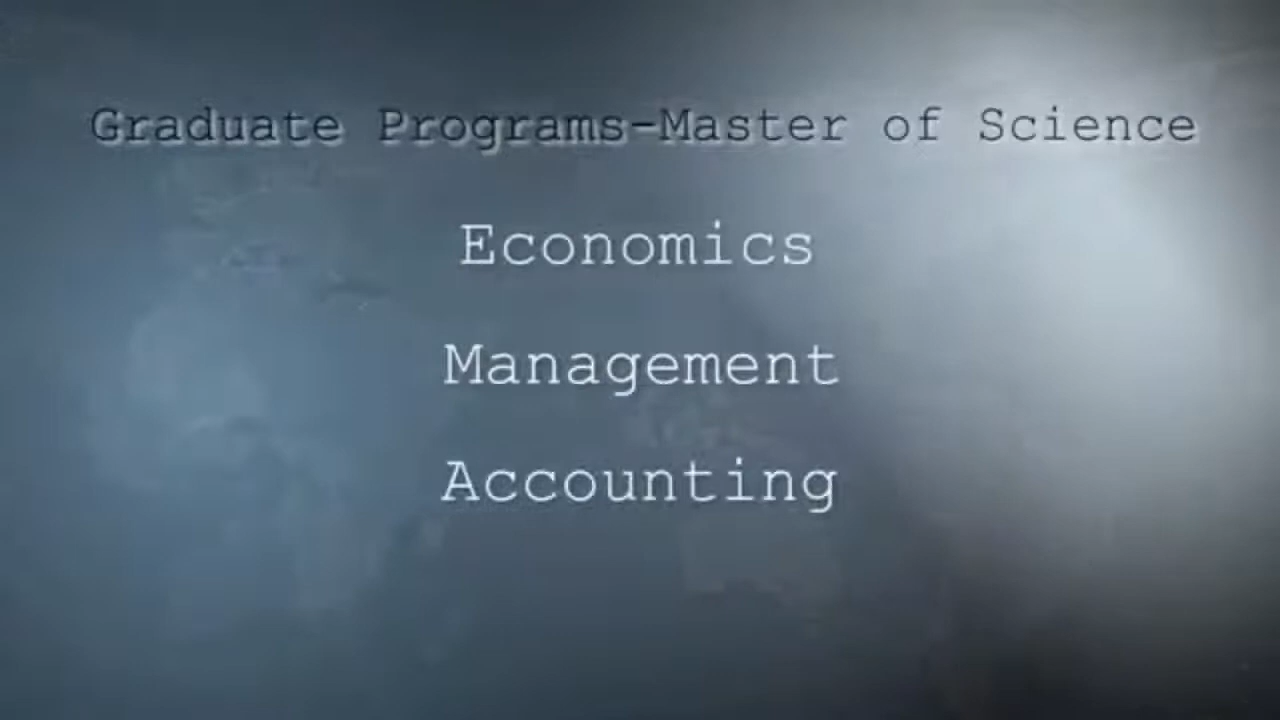 Graduate Programs-Master of Science
Economics
Management
Accounting